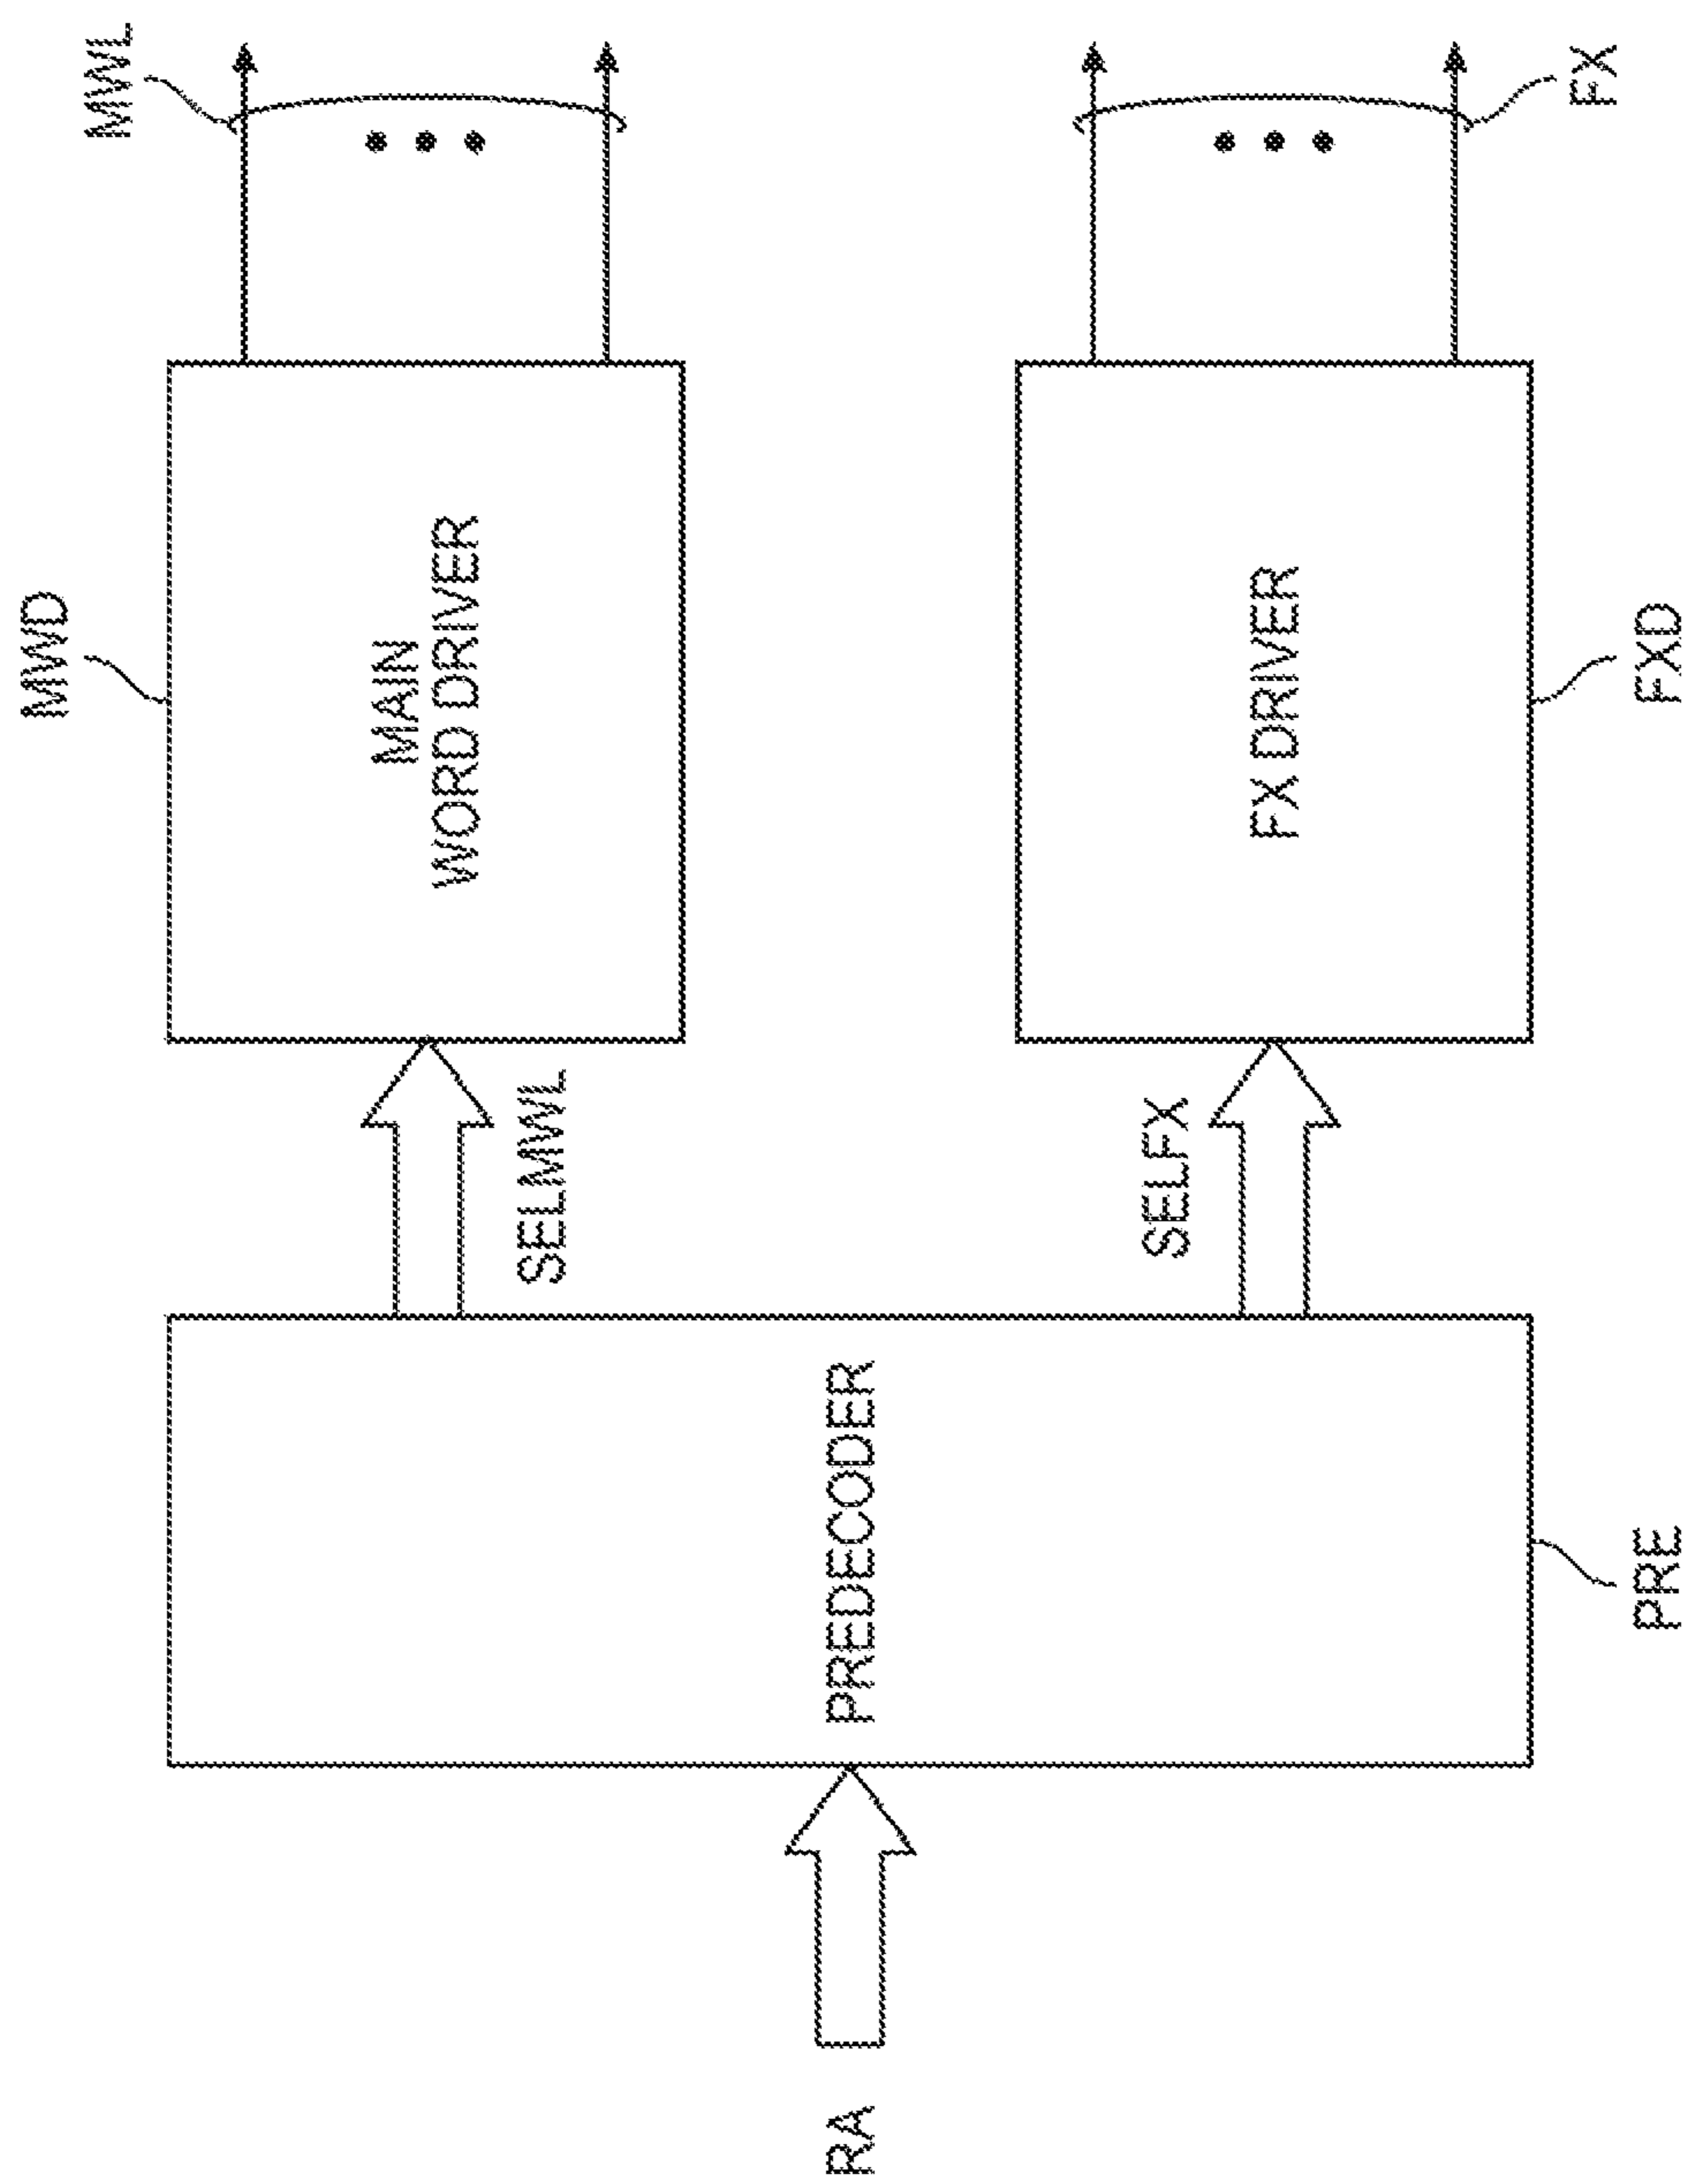 MWD
MWL
MAIN
WORD DRIVER
SELMWL
RA
PREDECODER
SELFX
FX DRIVER
FX
PRE
FXD